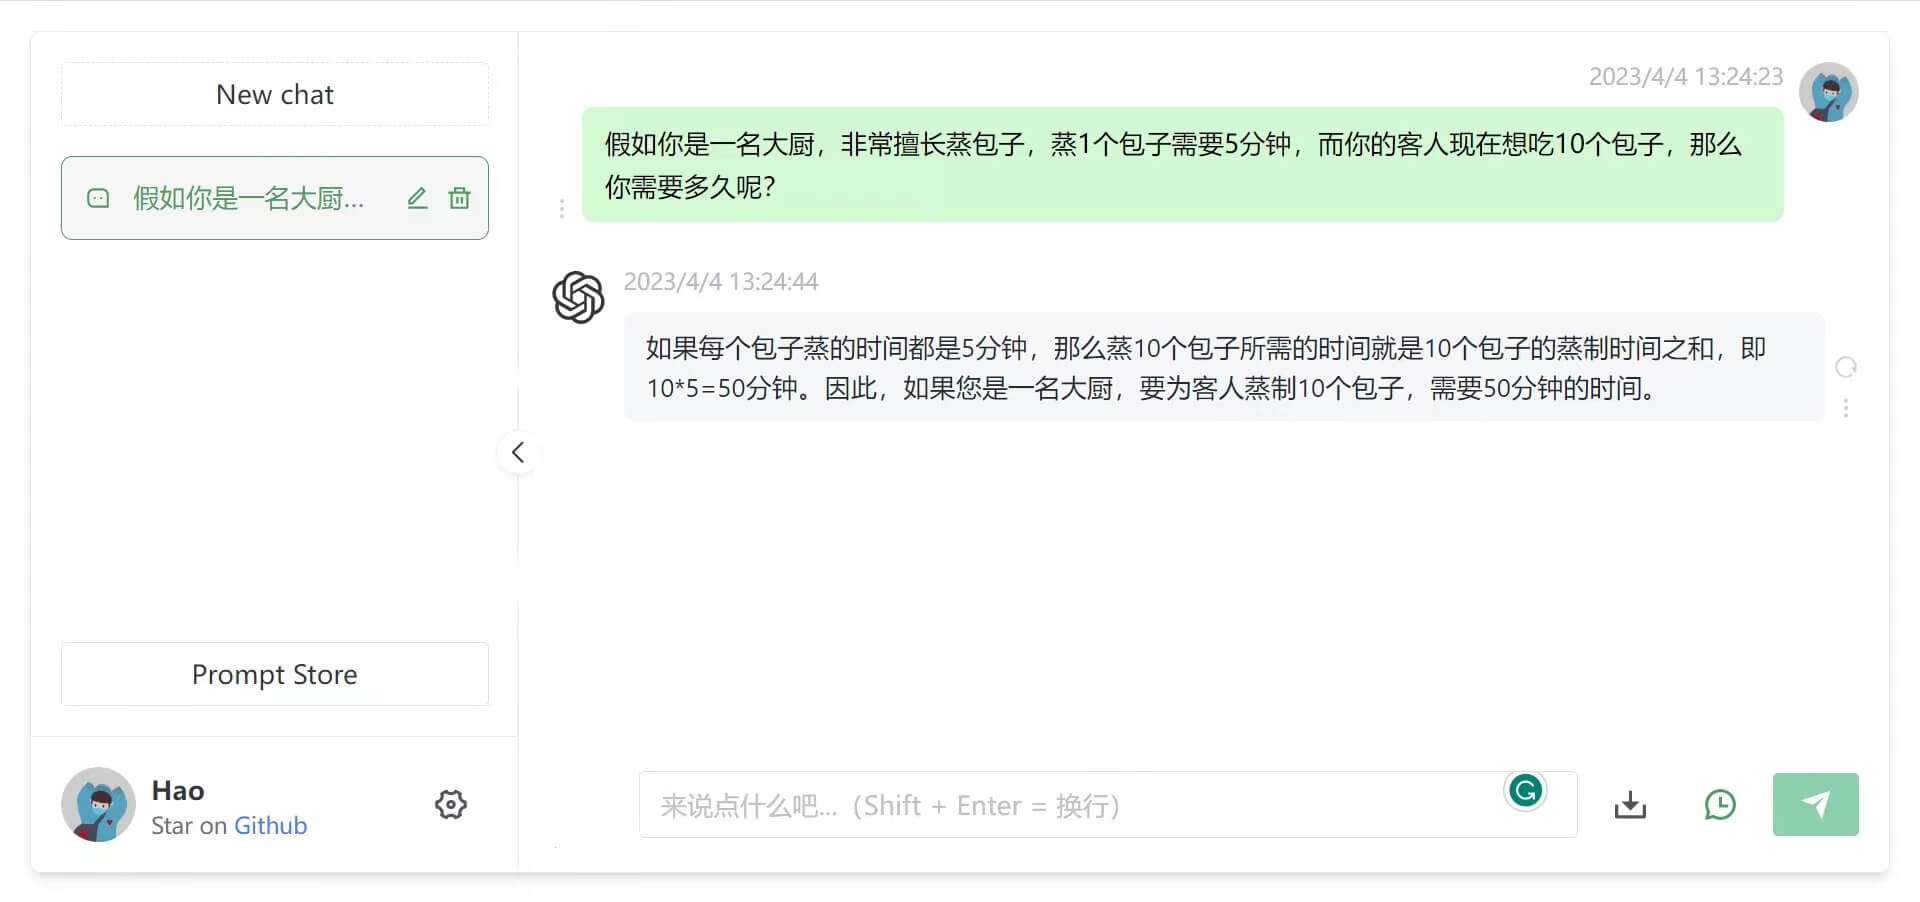 New chat
假如你是一名大厨...
Prompt Store
Hao
Star on Github
2023/4/4 13:24:23
假如你是一名大厨，非常擅长蒸包子，蒸1个包子需要5分钟，而你的客人现在想吃10个包子，那么
你需要多久呢？
2023/4/4 13:24:44
如果每个包子蒸的时间都是5分钟，那么蒸10个包子所需的时间就是10个包子的蒸制时间之和，即
10*5=50分钟。因此，如果您是一名大厨，要为客人蒸制10个包子，需要50分钟的时间。
来说点什么吧...（Shift + Enter = 换行）